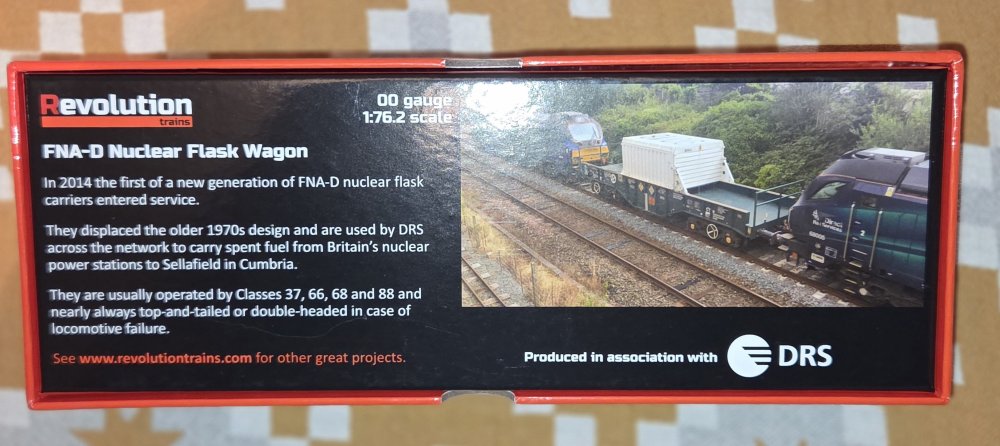 Revolution
trains
OO gauge
1:76.2 scale
FNA-D Nuclear Flask Wagon
In 2014 the first of a new generation of FNA-D nuclear flask
carriers entered service.
They displaced the older 1970s design and are used by DRS
across the network to carry spent fuel from Britain's nuclear
power stations to Sellafield in Cumbria.
They are usually operated by Classes 37, 66, 68 and 88 and
nearly always top-and-tailed or double-headed in case of
locomotive failure.
See www.revolutiontrains.com for other great projects.
Produced in association with DRS